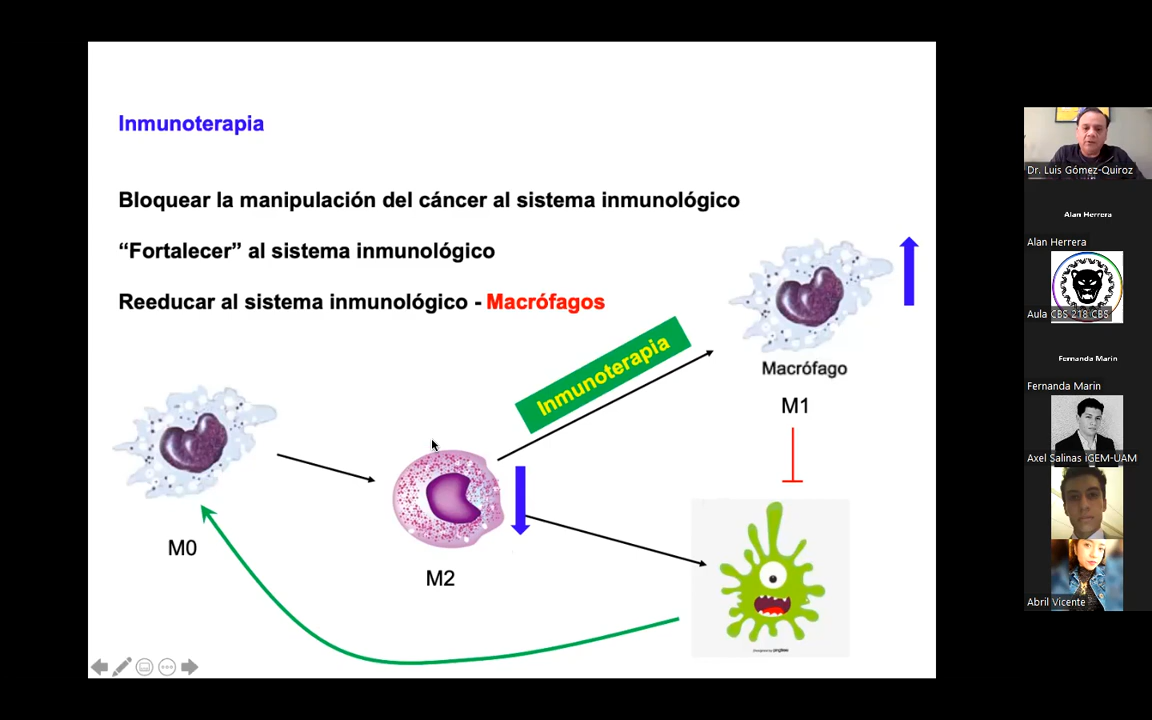 Inmunoterapia
Bloquear la manipulación del cáncer al sistema inmunológico
“Fortalecer” al sistema inmunológico
Reeducar al sistema inmunológico - Macrófagos
Inmunoterapia
Macrófago
M1
M0
M2
Dr. Luis Gómez-Quiroz
Alan Herrera
Alan Herrera
Aula CBS 218 CBS
Fernanda Marin
Fernanda Marin
Axel Salinas iGEM-UAM
Abril Vicente